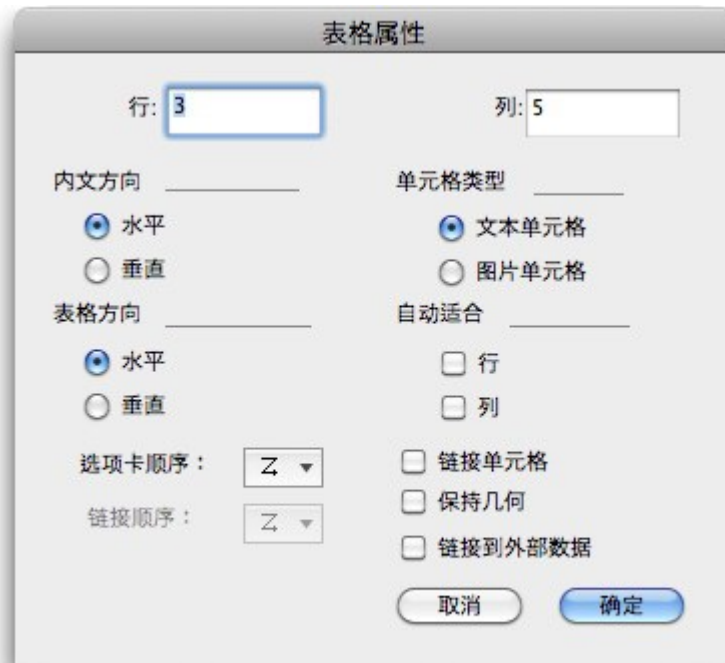 表格属性
行: 3 列: 5
内文方向 单元格类型
水平 文本单元格
垂直 图片单元格
表格方向 自动适合
水平 行
垂直 列
选项卡顺序： 链接单元格
保持几何
链接顺序：
链接到外部数据
取消 确定